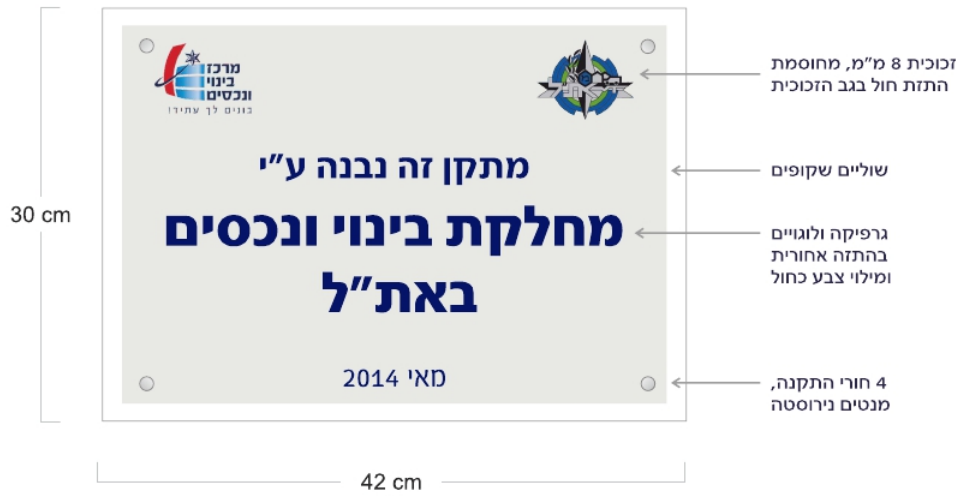 מרכז
בינוי
ונכסים
בונים לך עתיד!
מתקן זה נבנה ע"י
מחלקת בינוי ונכסים
באת"ל
מאי 2014
30 cm
42 cm
זכוכית 8 מ"מ, מחוסמת
התזת חול בגב הזכוכית
שוליים שקופים
גרפיקה ולוגויים
בהתזה אחורית
ומילוי צבע כחול
4 חורי התקנה,
מנטים נירוסטה